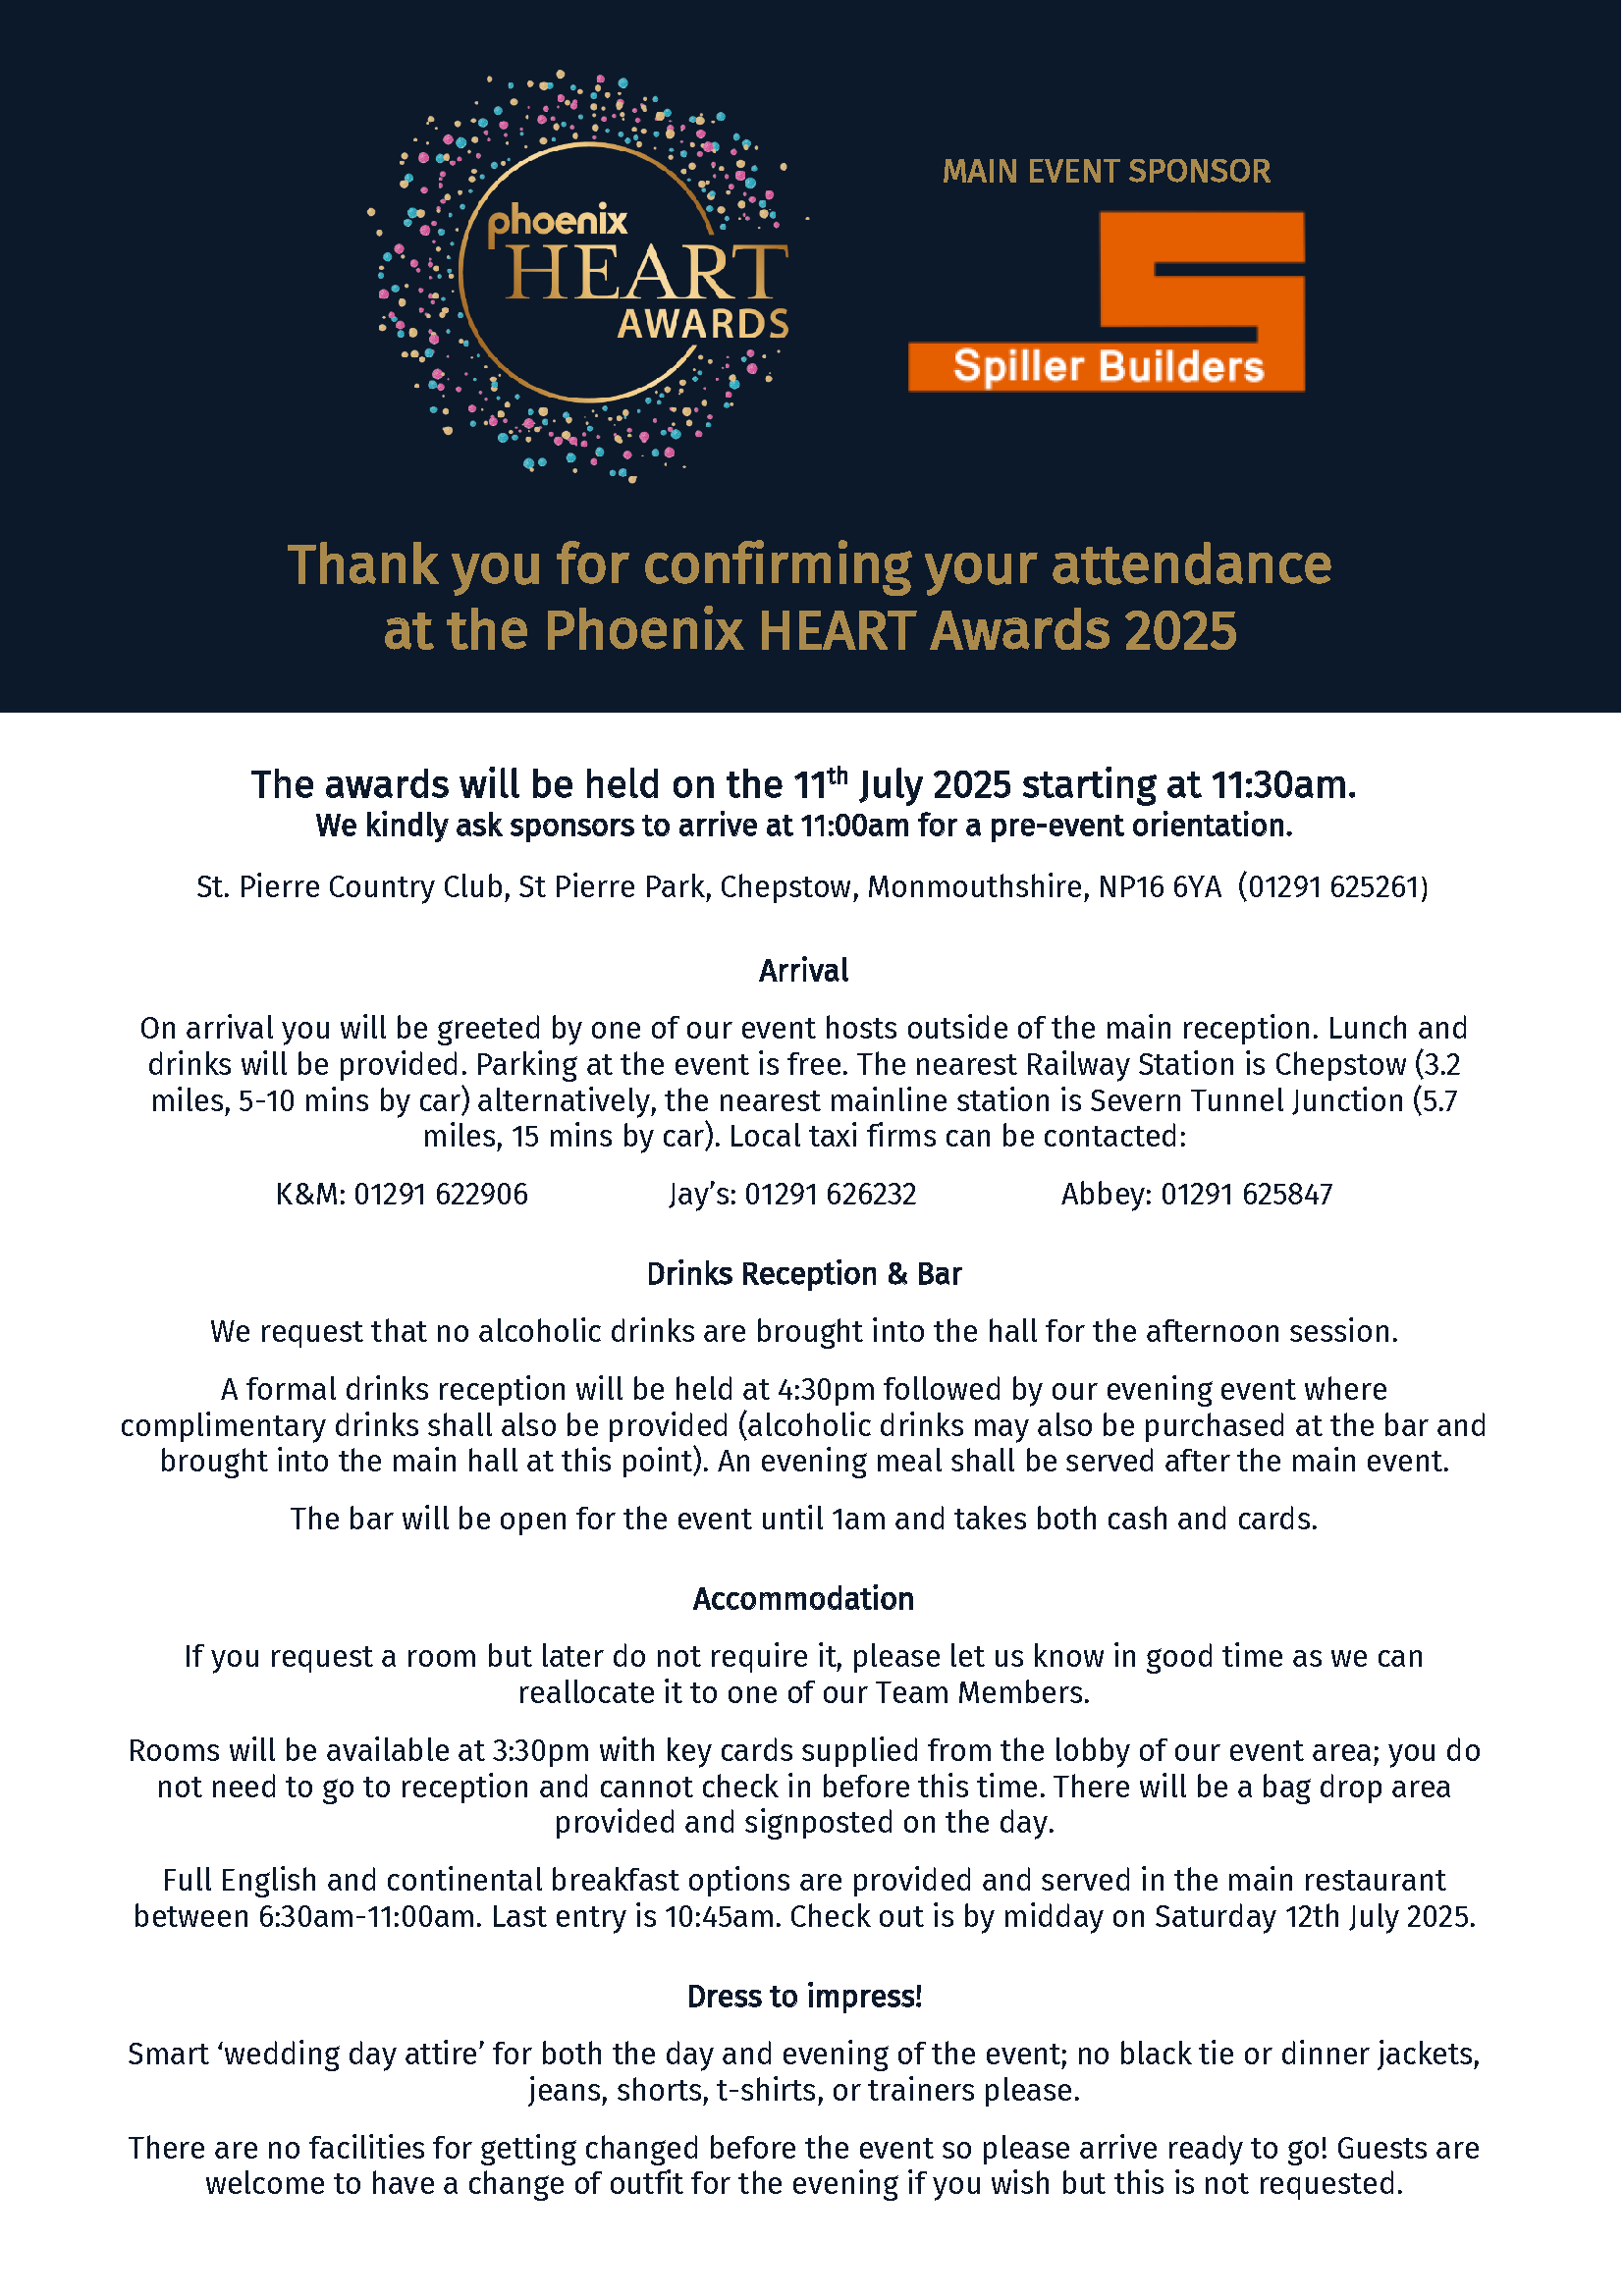 phoenix
HEART
AWARDS
MAIN EVENT SPONSOR
Spiller Builders
Thank you for confirming your attendance
at the Phoenix HEART Awards 2025
The awards will be held on the 11th July 2025 starting at 11:30am.
We kindly ask sponsors to arrive at 11:00am for a pre-event orientation.
St. Pierre Country Club, St Pierre Park, Chepstow, Monmouthshire, NP16 6YA (01291 625261)
Arrival
On arrival you will be greeted by one of our event hosts outside of the main reception. Lunch and
drinks will be provided. Parking at the event is free. The nearest Railway Station is Chepstow (3.2
miles, 5-10 mins by car) alternatively, the nearest mainline station is Severn Tunnel Junction (5.7
miles, 15 mins by car). Local taxi firms can be contacted:
K&M: 01291 622906 Jay’s: 01291 626232 Abbey: 01291 625847
Drinks Reception & Bar
We request that no alcoholic drinks are brought into the hall for the afternoon session.
A formal drinks reception will be held at 4:30pm followed by our evening event where
complimentary drinks shall also be provided (alcoholic drinks may also be purchased at the bar and
brought into the main hall at this point). An evening meal shall be served after the main event.
The bar will be open for the event until 1am and takes both cash and cards.
Accommodation
If you request a room but later do not require it, please let us know in good time as we can
reallocate it to one of our Team Members.
Rooms will be available at 3:30pm with key cards supplied from the lobby of our event area; you do
not need to go to reception and cannot check in before this time. There will be a bag drop area
provided and signposted on the day.
Full English and continental breakfast options are provided and served in the main restaurant
between 6:30am-11:00am. Last entry is 10:45am. Check out is by midday on Saturday 12th July 2025.
Dress to impress!
Smart ‘wedding day attire’ for both the day and evening of the event; no black tie or dinner jackets,
jeans, shorts, t-shirts, or trainers please.
There are no facilities for getting changed before the event so please arrive ready to go! Guests are
welcome to have a change of outfit for the evening if you wish but this is not requested.